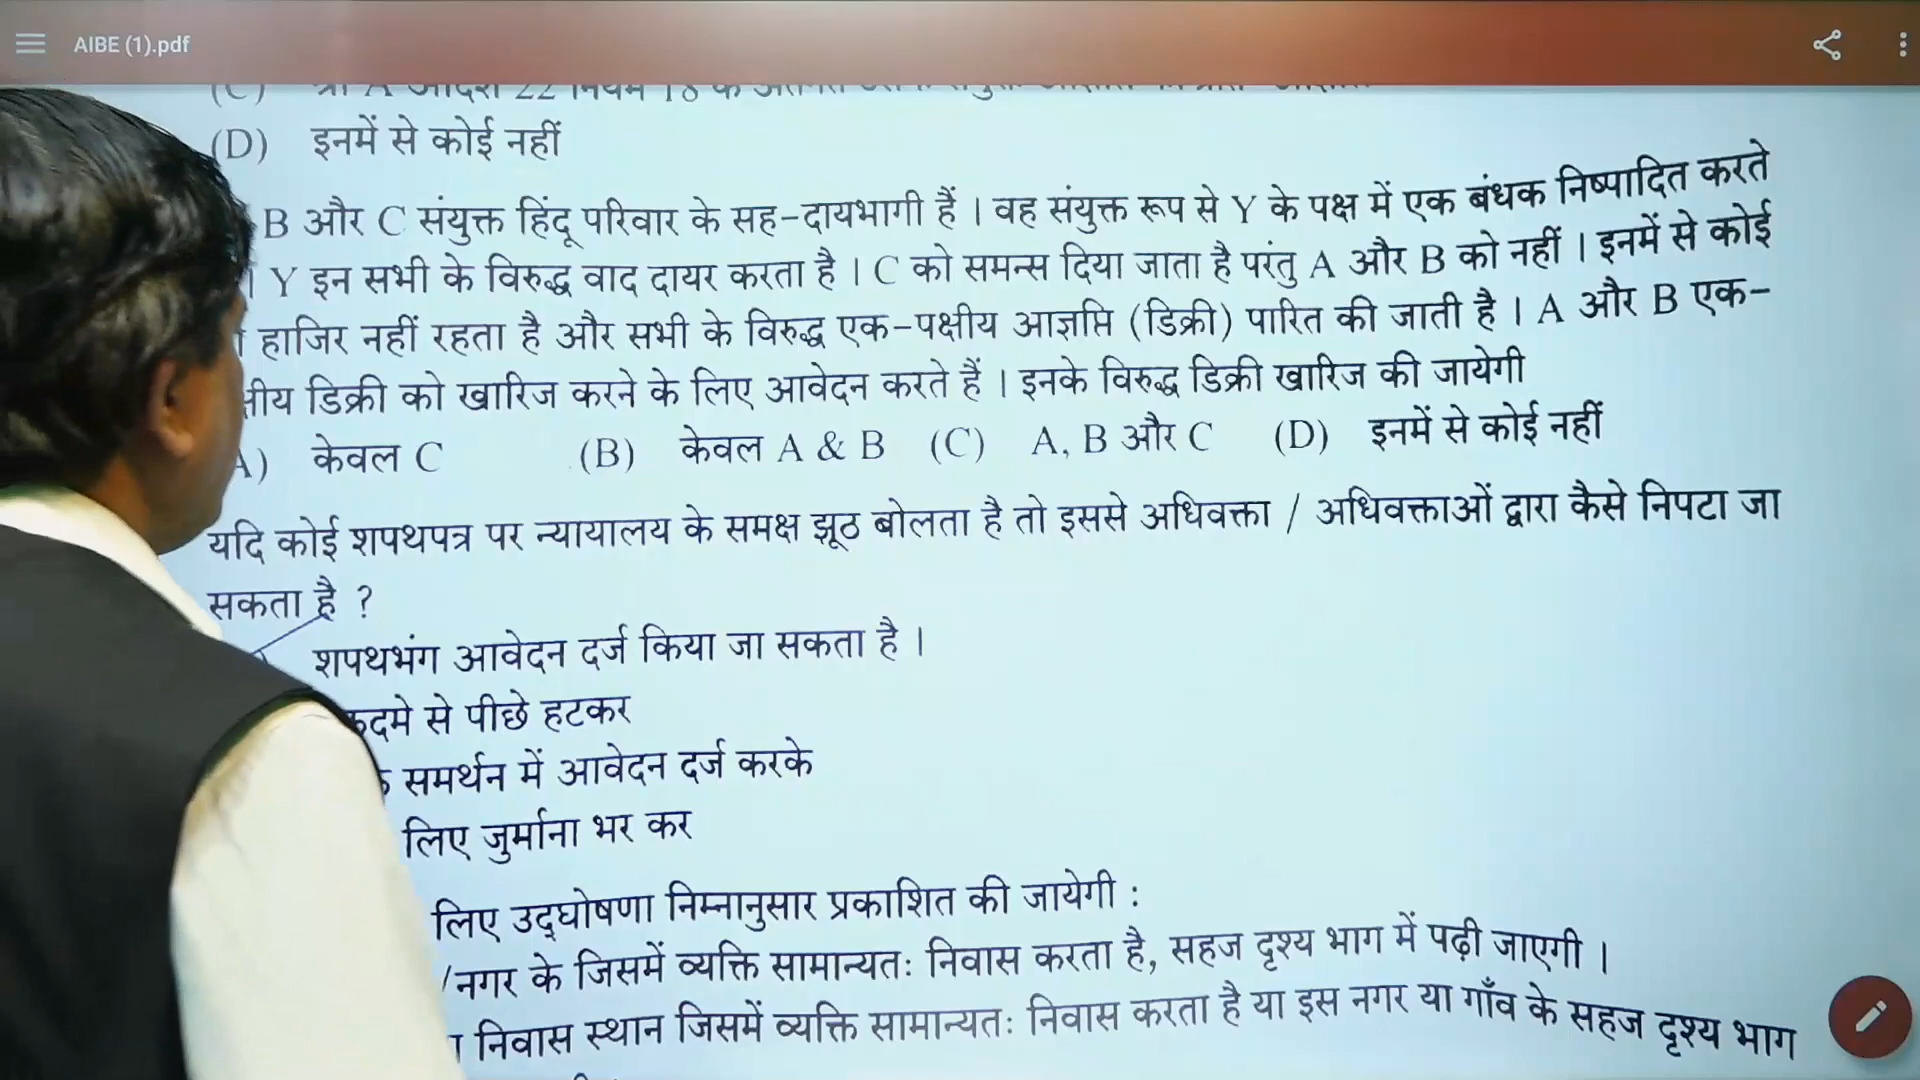 AIBE (1).pdf
(D) इनमें से कोई नहीं
B और C संयुक्त हिंदू परिवार के सह-दायभागी हैं । वह संयुक्त रूप से Y के पक्ष में एक बंधक निष्पादित करते
। Y इन सभी के विरुद्ध वाद दायर करता है । C को समन्स दिया जाता है परंतु A और B को नहीं । इनमें से कोई
हाजिर नहीं रहता है और सभी के विरुद्ध एक-पक्षीय आज्ञप्ति (डिक्री) पारित की जाती है । A और B एक-
डिक्री को खारिज करने के लिए आवेदन करते हैं । इनके विरुद्ध डिक्री खारिज की जायेगी
A) केवल C (B) केवल A & B (C) A, B और C (D) इनमें से कोई नहीं
यदि कोई शपथपत्र पर न्यायालय के समक्ष झूठ बोलता है तो इससे अधिवक्ता / अधिवक्ताओं द्वारा कैसे निपटा जा
सकता है ?
शपथभंग आवेदन दर्ज किया जा सकता है ।
से पीछे हटकर
समर्थन में आवेदन दर्ज करके
लिए जुर्माना भर कर
लिए उद्घोषणा निम्नानुसार प्रकाशित की जायेगी :
/नगर के जिसमें व्यक्ति सामान्यतः निवास करता है, सहज दृश्य भाग में पढ़ी जाएगी ।
निवास स्थान जिसमें व्यक्ति सामान्यतः निवास करता है या इस नगर या गाँव के सहज दृश्य भाग